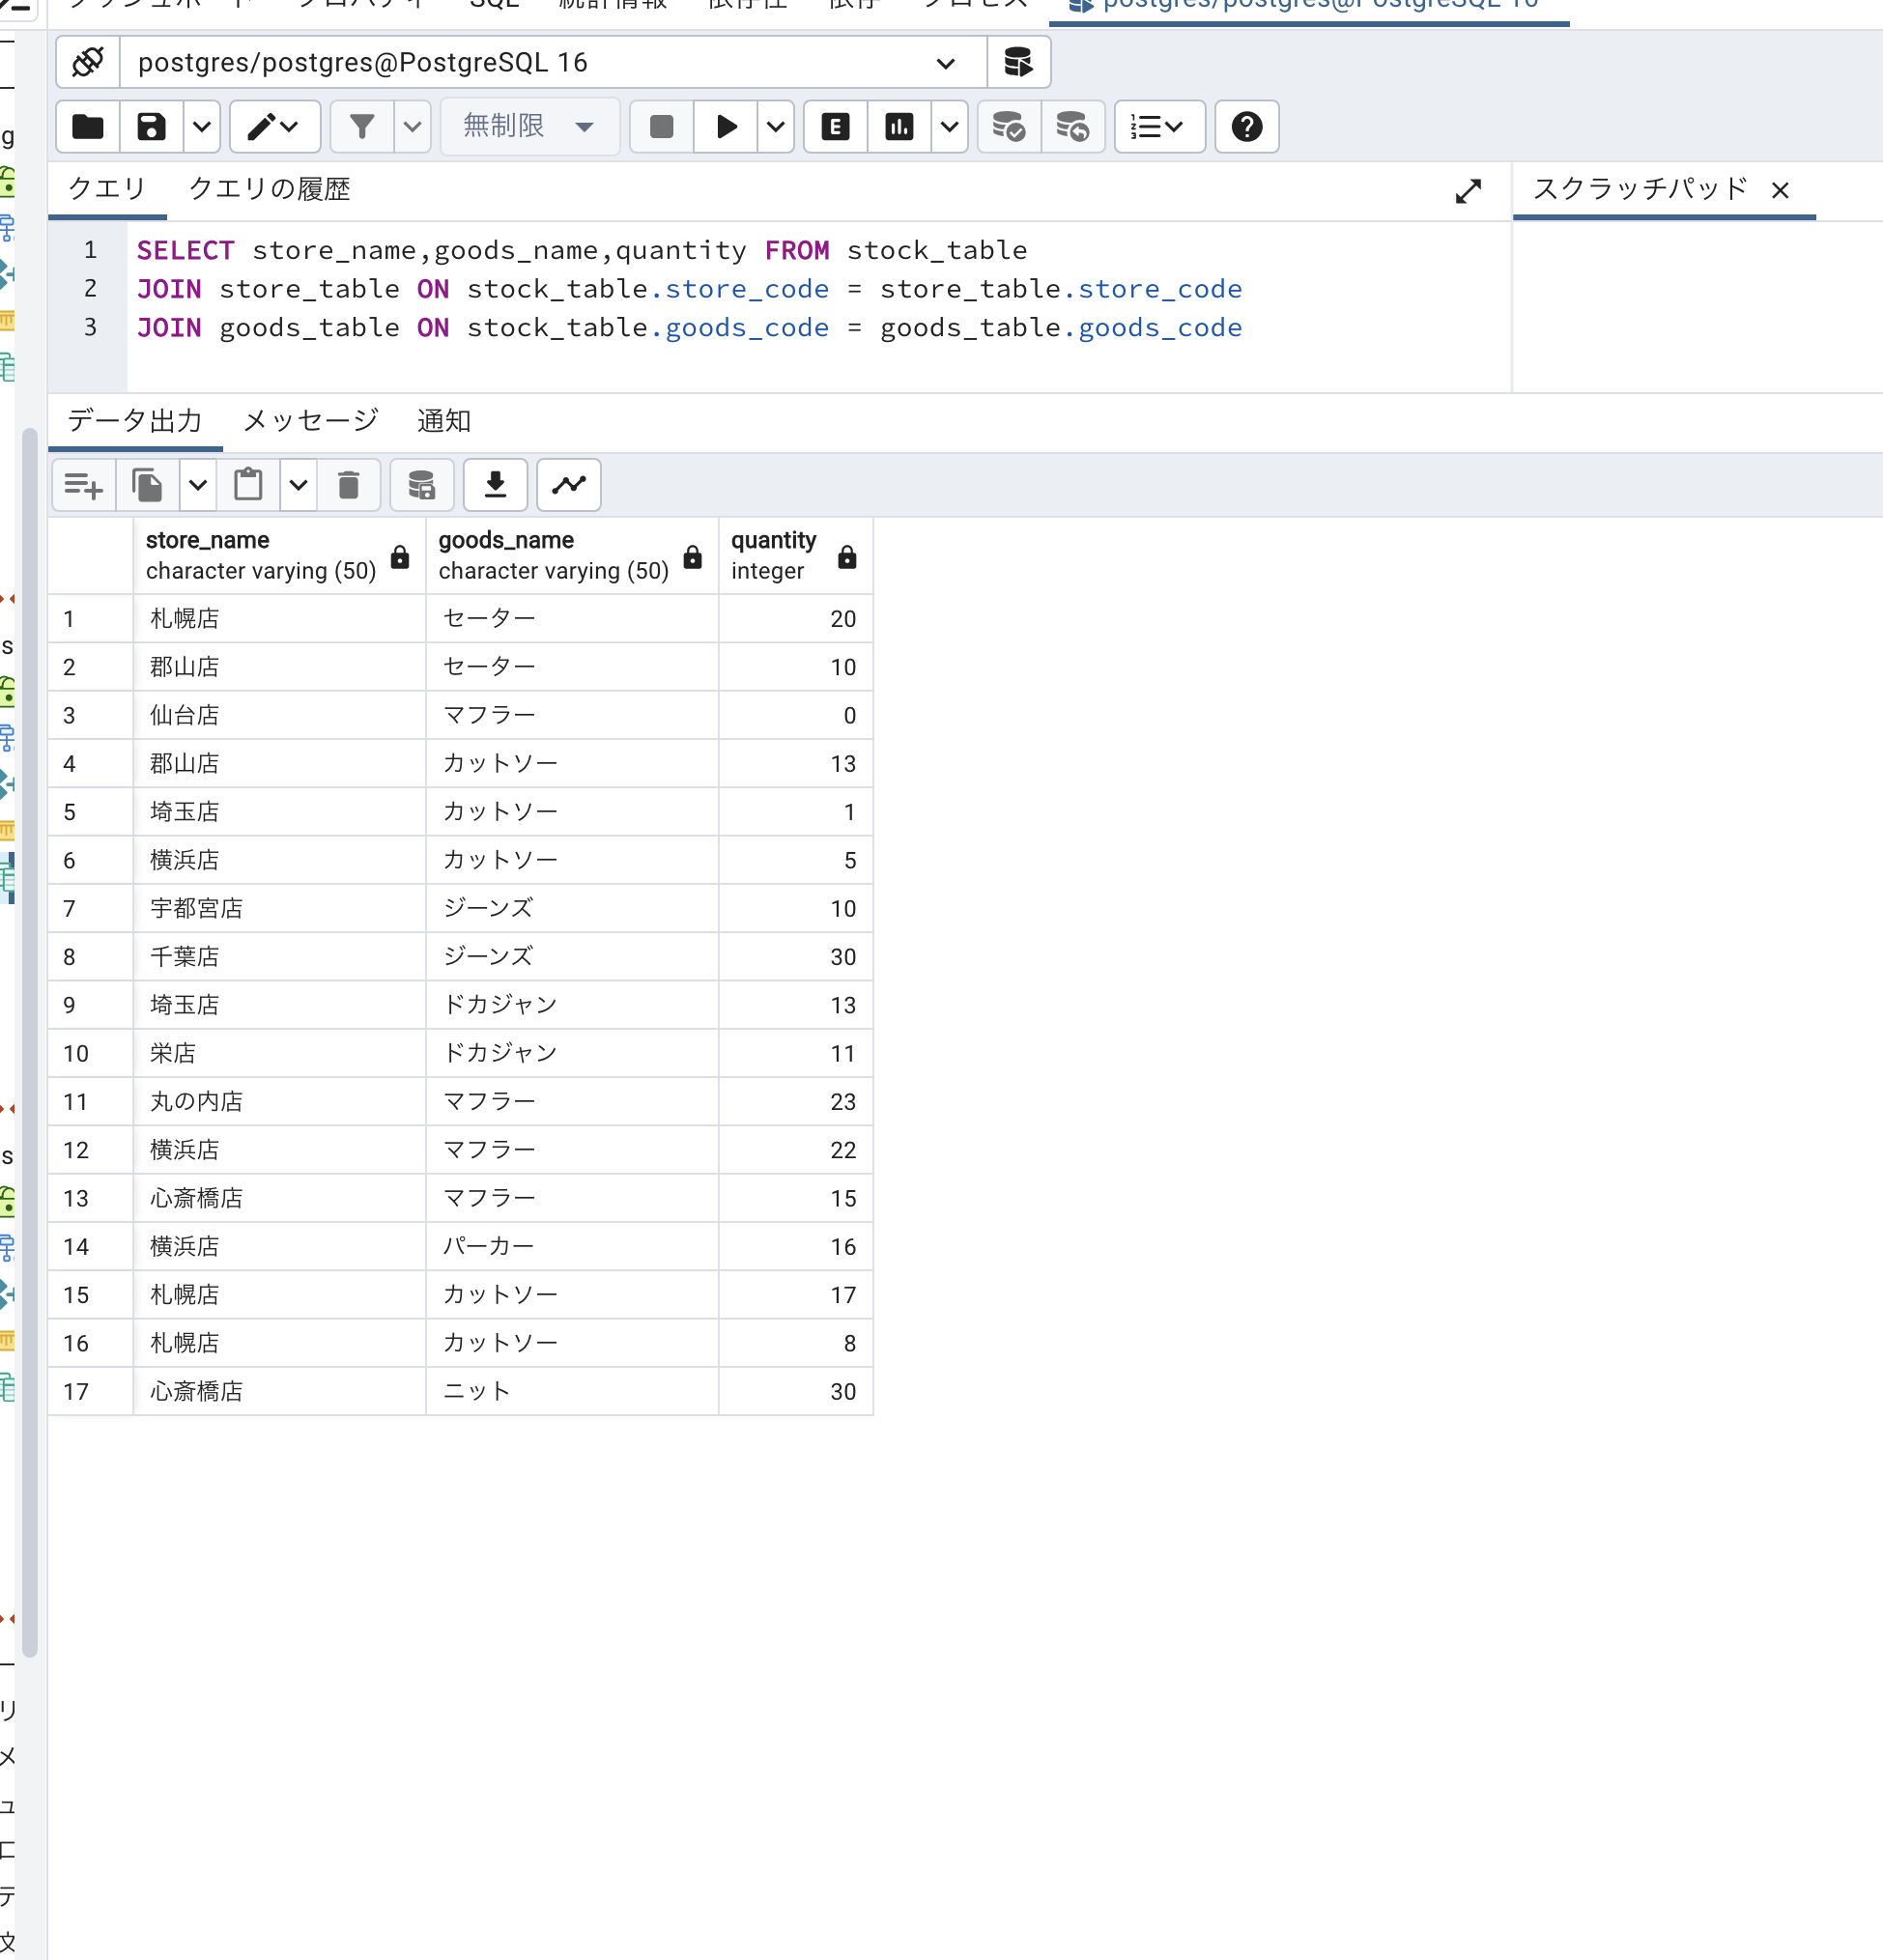 SQL
postgres/postgres@PostgreSQL 16
postgres/postgres@PostgreSQL 16
無制限
E
クエリ クエリの履歴
スクラッチパッド
1 SELECT store_name,goods_name,quantity FROM stock_table
2 JOIN store_table ON stock_table.store_code = store_table.store_code
3 JOIN goods_table ON stock_table.goods_code = goods_table.goods_code
データ出力 メッセージ 通知
store_name goods_name quantity
character varying (50) character varying (50) integer
1 札幌店 セーター 20
2 郡山店 セーター 10
3 仙台店 マフラー 0
4 郡山店 カットソー 13
5 埼玉店 カットソー 1
6 横浜店 カットソー 5
7 宇都宮店 ジーンズ 10
8 千葉店 ジーンズ 30
9 埼玉店 ドカジャン 13
10 栄店 ドカジャン 11
11 丸の内店 マフラー 23
12 横浜店 マフラー 22
13 心斎橋店 マフラー 15
14 横浜店 パーカー 16
15 札幌店 カットソー 17
16 札幌店 カットソー 8
17 心斎橋店 ニット 30